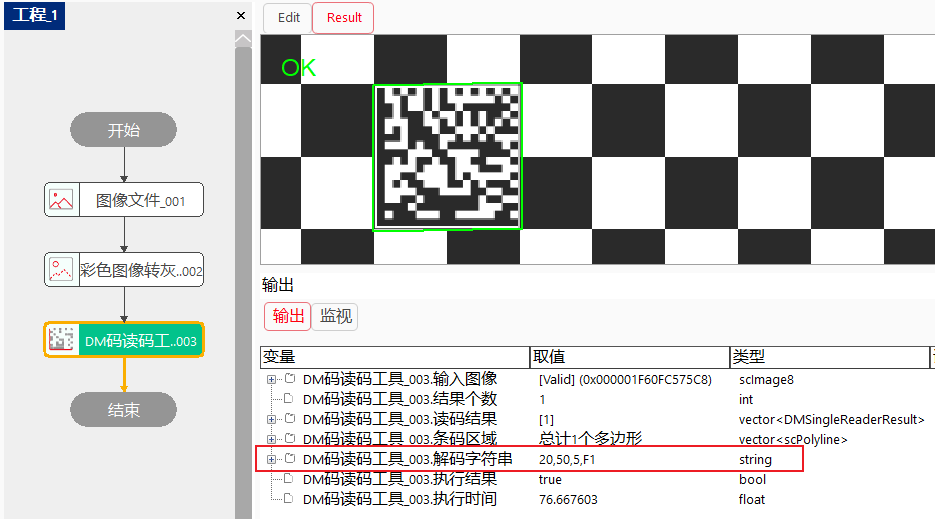 工程_1
×
开始
图像文件_001
彩色图像转灰..002
DM码读码工..003
结束
Edit Result
OK
输出
输出 监视
变量 取值 类型
DM码读码工具_003.输入图像 [Valid] (0x000001F60FC575C8) scImage8
DM码读码工具_003.结果个数 1 int
DM码读码工具_003.读码结果 [1] vector<DMSingleReaderResult>
DM码读码工具_003.条码区域 总计1个多边形 vector<scPolyline>
DM码读码工具_003.解码字符串 20,50,5,F1 string
DM码读码工具_003.执行结果 true bool
DM码读码工具_003.执行时间 76.667603 float